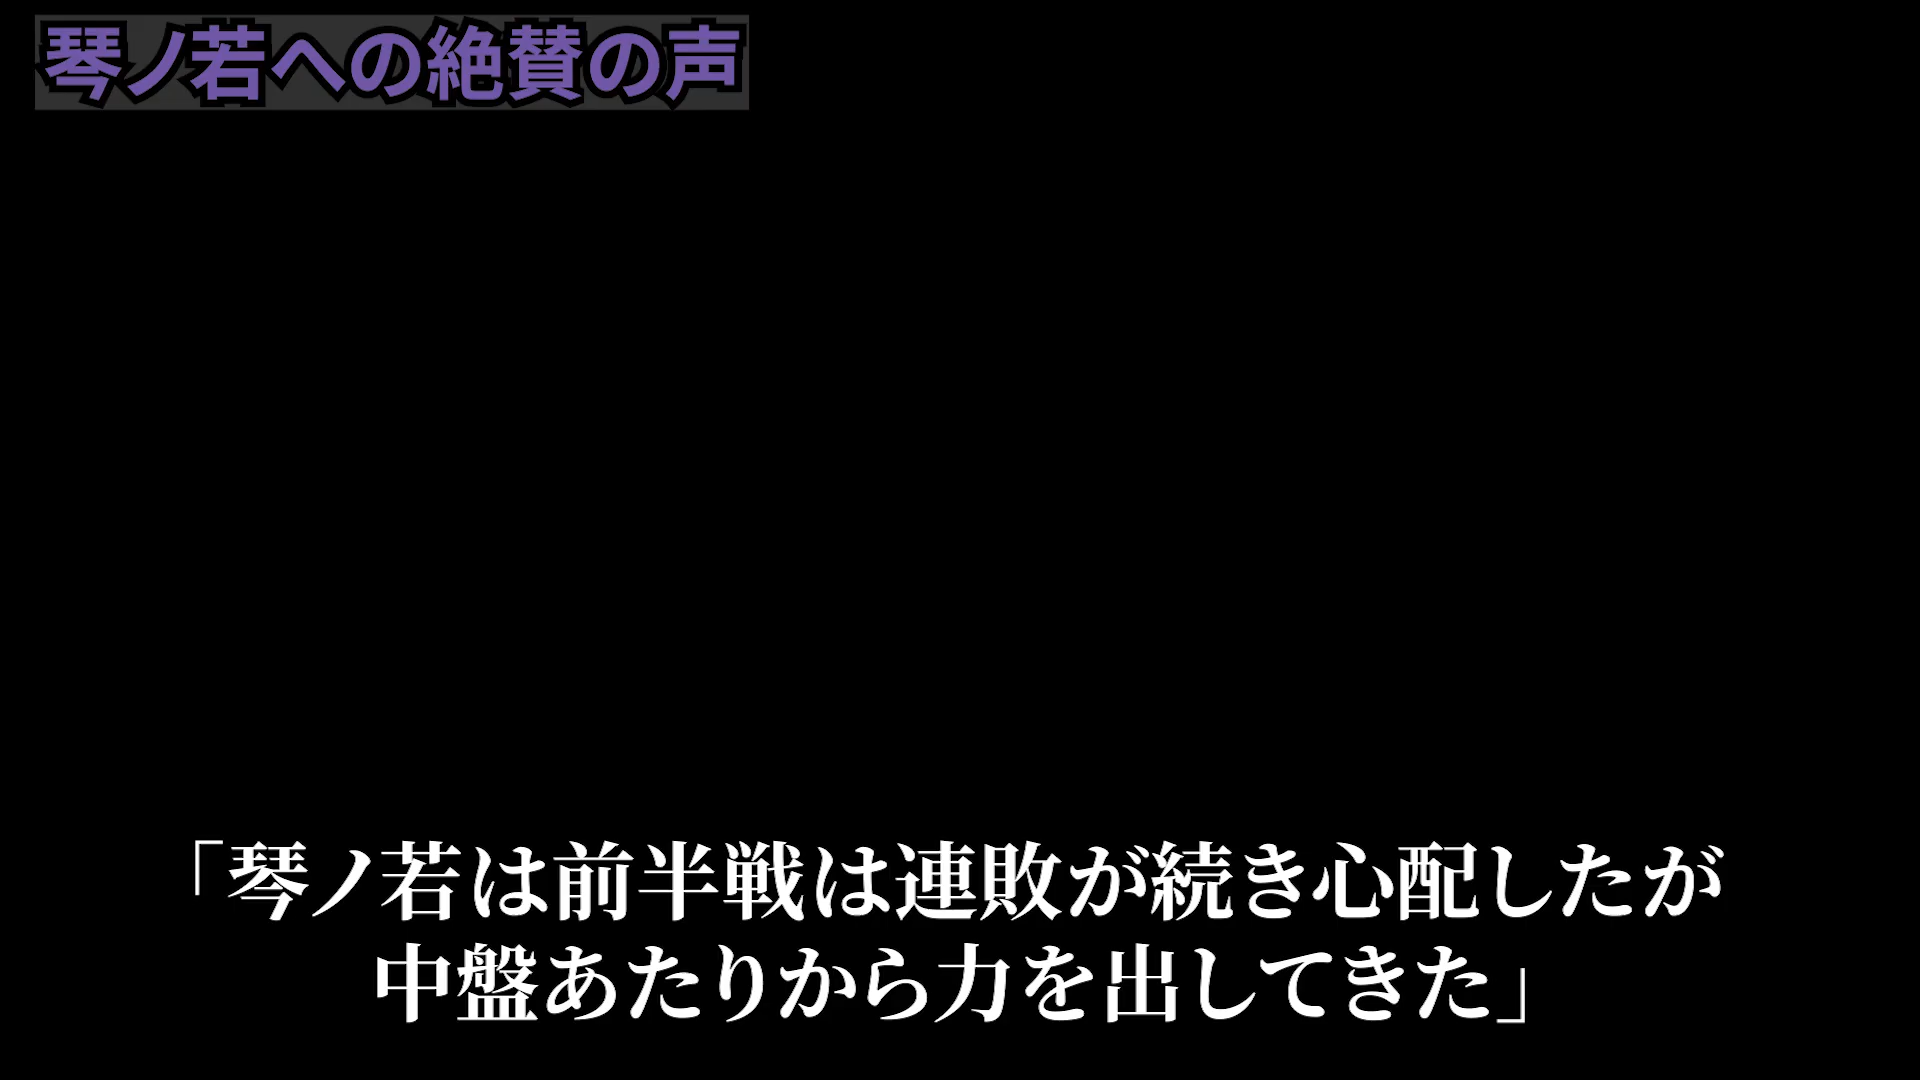 琴ノ若への絶賛の声
「琴ノ若は前半戦は連敗が続き心配したが
中盤あたりから力を出してきた」